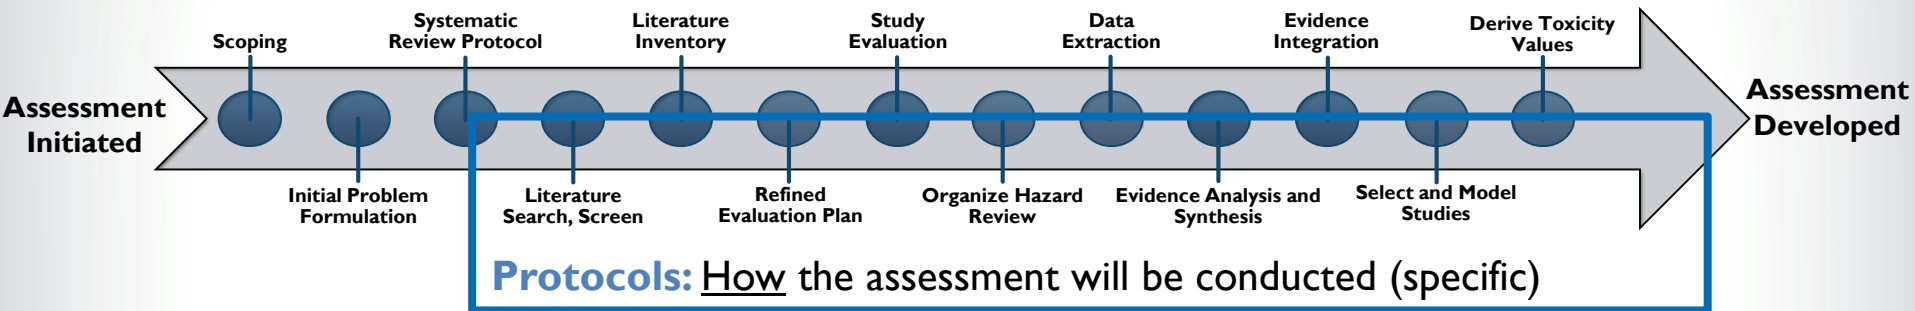 Scoping
Systematic
Review Protocol
Literature
Inventory
Study
Evaluation
Data
Extraction
Evidence
Integration
Derive Toxicity
Values
Assessment
Initiated
Assessment
Developed
Initial Problem
Formulation
Literature
Search, Screen
Refined
Evaluation Plan
Organize Hazard
Review
Evidence Analysis and
Synthesis
Select and Model
Studies
Protocols: How the assessment will be conducted (specific)